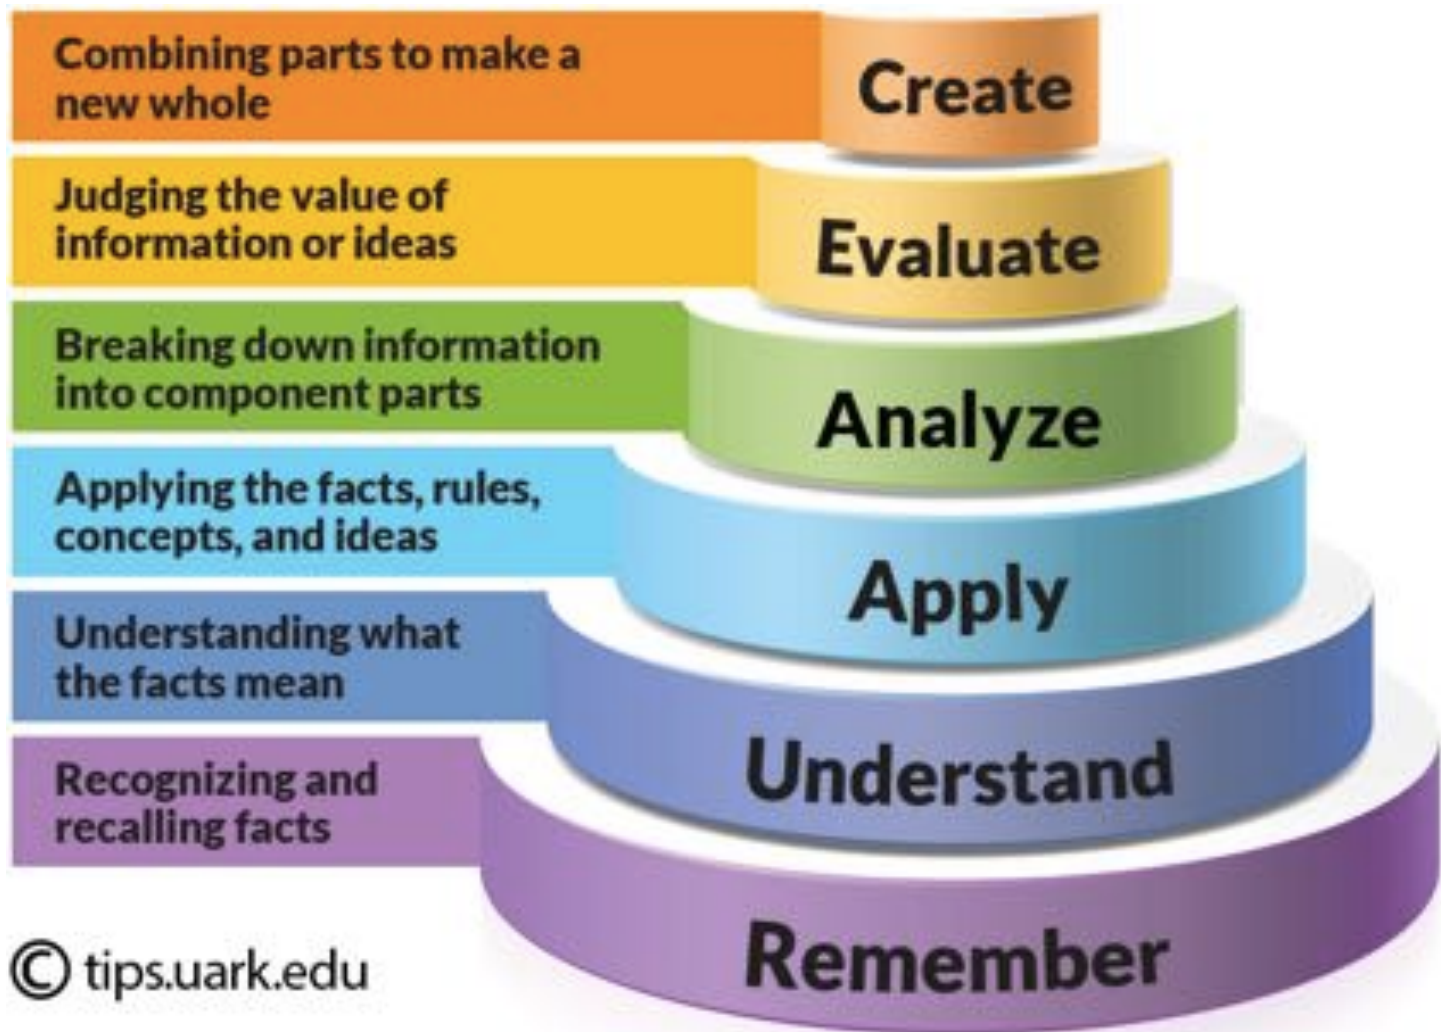 Combining parts to make a
new whole
Create
Judging the value of
information or ideas
Evaluate
Breaking down information
into component parts
Analyze
Applying the facts, rules,
concepts, and ideas
Apply
Understanding what
the facts mean
Understand
Recognizing and
recalling facts
Remember
© tips.uark.edu